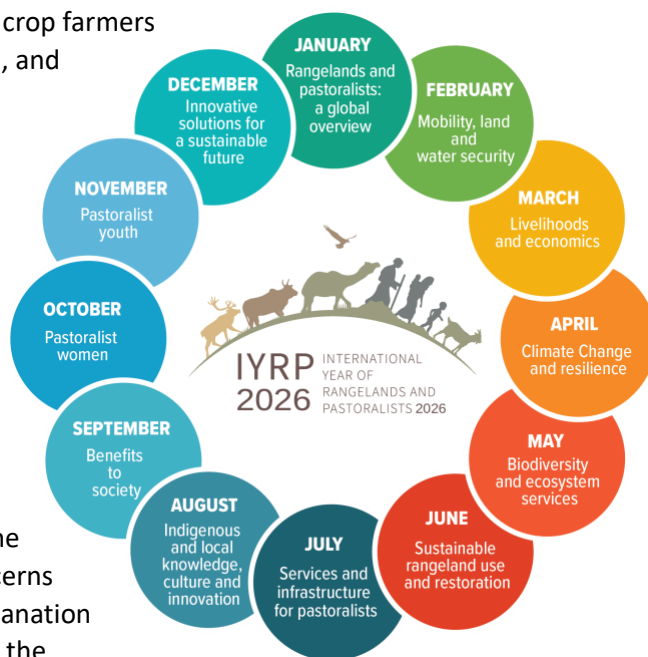 crop farmers
, and
JANUARY
Rangelands and
pastoralists:
a global
overview
FEBRUARY
Mobility, land
and
water security
MARCH
Livelihoods
and economics
APRIL
Climate Change
and resilience
MAY
Biodiversity
and ecosystem
services
JUNE
Sustainable
rangeland use
and restoration
JULY
Services and
infrastructure
for pastoralists
AUGUST
Indigenous
and local
knowledge,
culture and
innovation
SEPTEMBER
Benefits
to
society
OCTOBER
Pastoralist
women
NOVEMBER
Pastoralist
youth
DECEMBER
Innovative
solutions for
a sustainable
future
IYRP
2026
INTERNATIONAL
YEAR OF
RANGELANDS AND
PASTORALISTS 2026
the